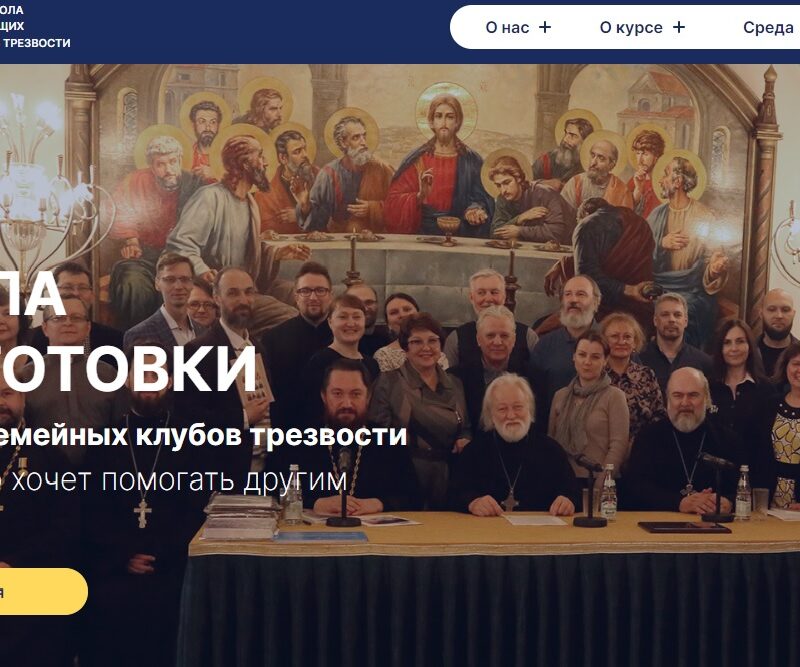 ОЛА
ЩИХ
ТРЕЗВОСТИ
О нас +
О курсе +
Среда
ЛА
ГОТОВКИ
емейных клубов трезвости
о хочет помогать другим
я